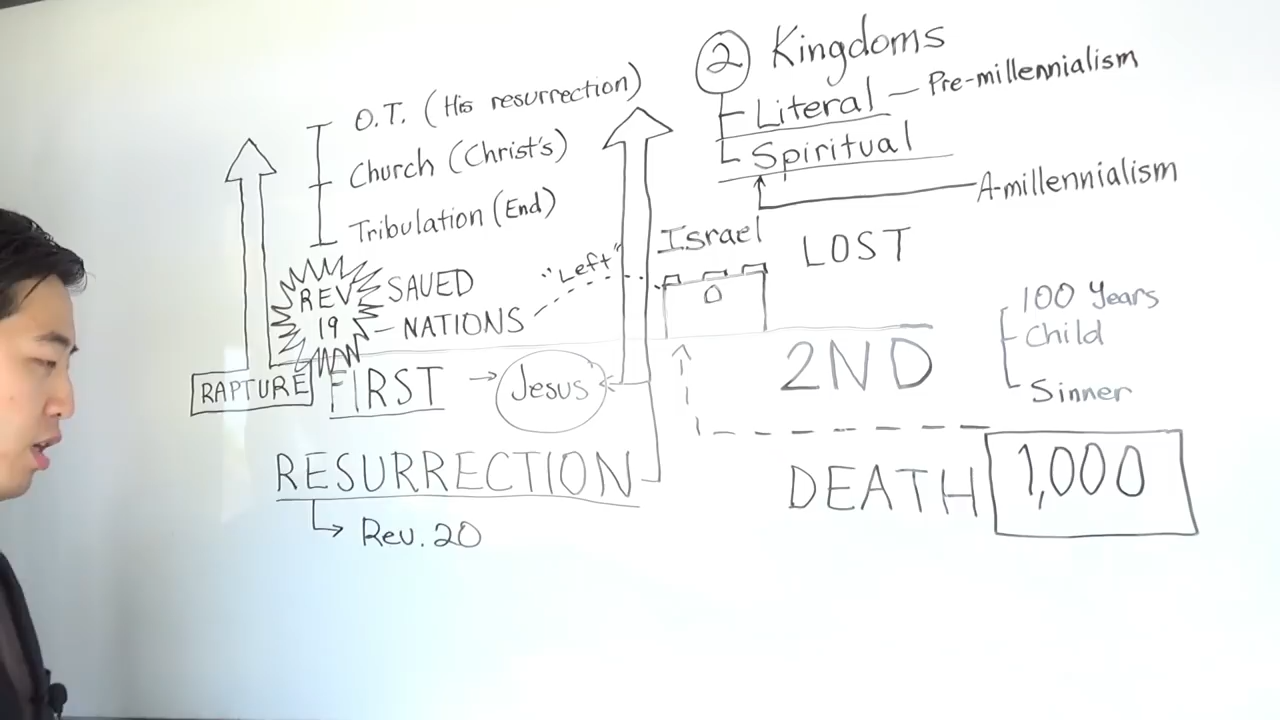 2 Kingdoms
Literal — Pre-millennialism
Spiritual
A-millennialism
O.T. (His resurrection)
Church (Christ's)
Tribulation (End)
REV 19
SAVED
NATIONS
"Left"
Israel
LOST
RAPTURE
FIRST
Jesus
2ND
100 Years
Child
Sinner
RESURRECTION
DEATH
1,000
Rev. 20